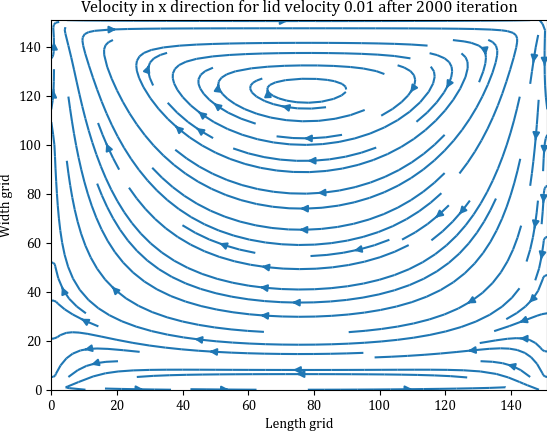 Velocity in x direction for lid velocity 0.01 after 2000 iteration
140
120
100
80
60
40
20
0
Width grid
0 20 40 60 80 100 120 140
Length grid